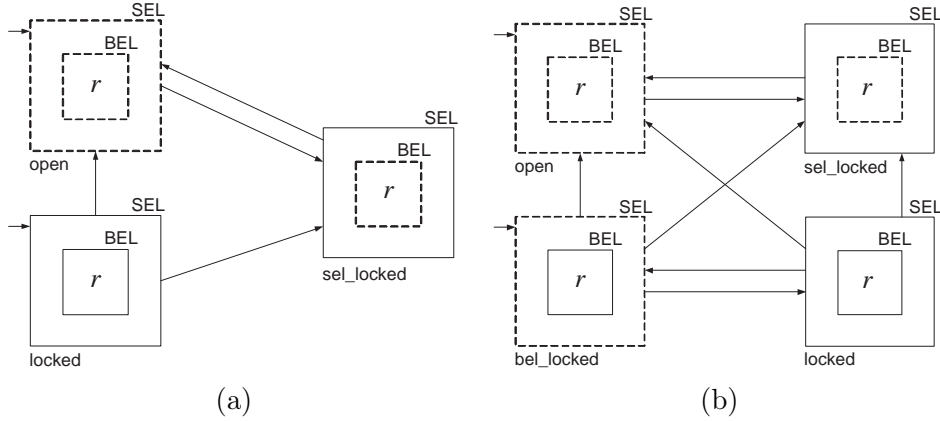 SEL
BEL
r
open
SEL
BEL
r
sel_locked
SEL
BEL
r
locked
(a)
SEL
BEL
r
open
SEL
BEL
r
sel_locked
SEL
BEL
r
bel_locked
SEL
BEL
r
locked
(b)